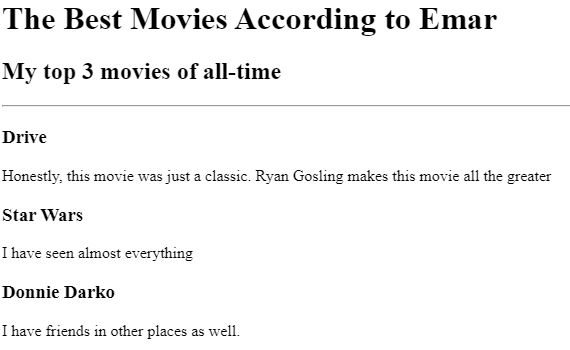 The Best Movies According to Emar
My top 3 movies of all-time
Drive
Honestly, this movie was just a classic. Ryan Gosling makes this movie all the greater
Star Wars
I have seen almost everything
Donnie Darko
I have friends in other places as well.